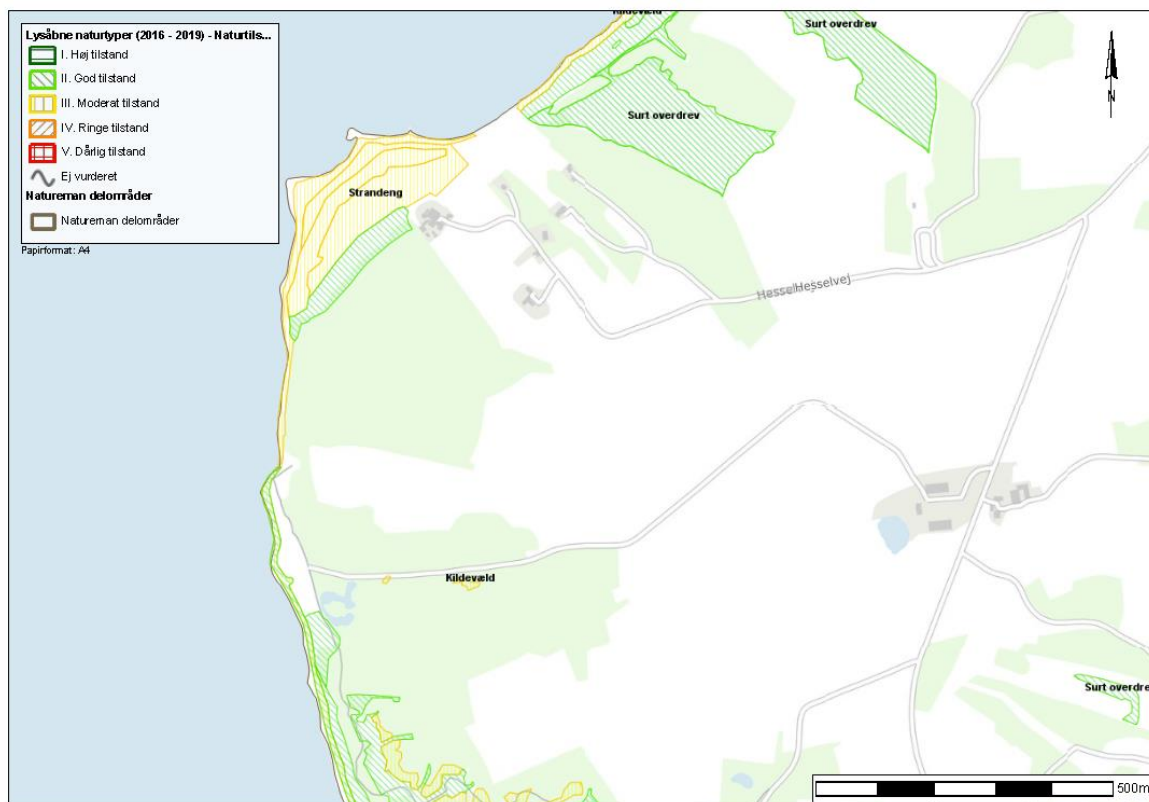 Lysåbne naturtyper (2016 - 2019) - Naturtils...
I. Høj tilstand
II. God tilstand
III. Moderat tilstand
IV. Ringe tilstand
V. Dårlig tilstand
Ej vurderet
Natureman delområder
Natureman delområder
Papirformat: A4
Kildevæld
Surt overdrev
Surt overdrev
N
Strandeng
Kildevæld
Surt overdre
500m